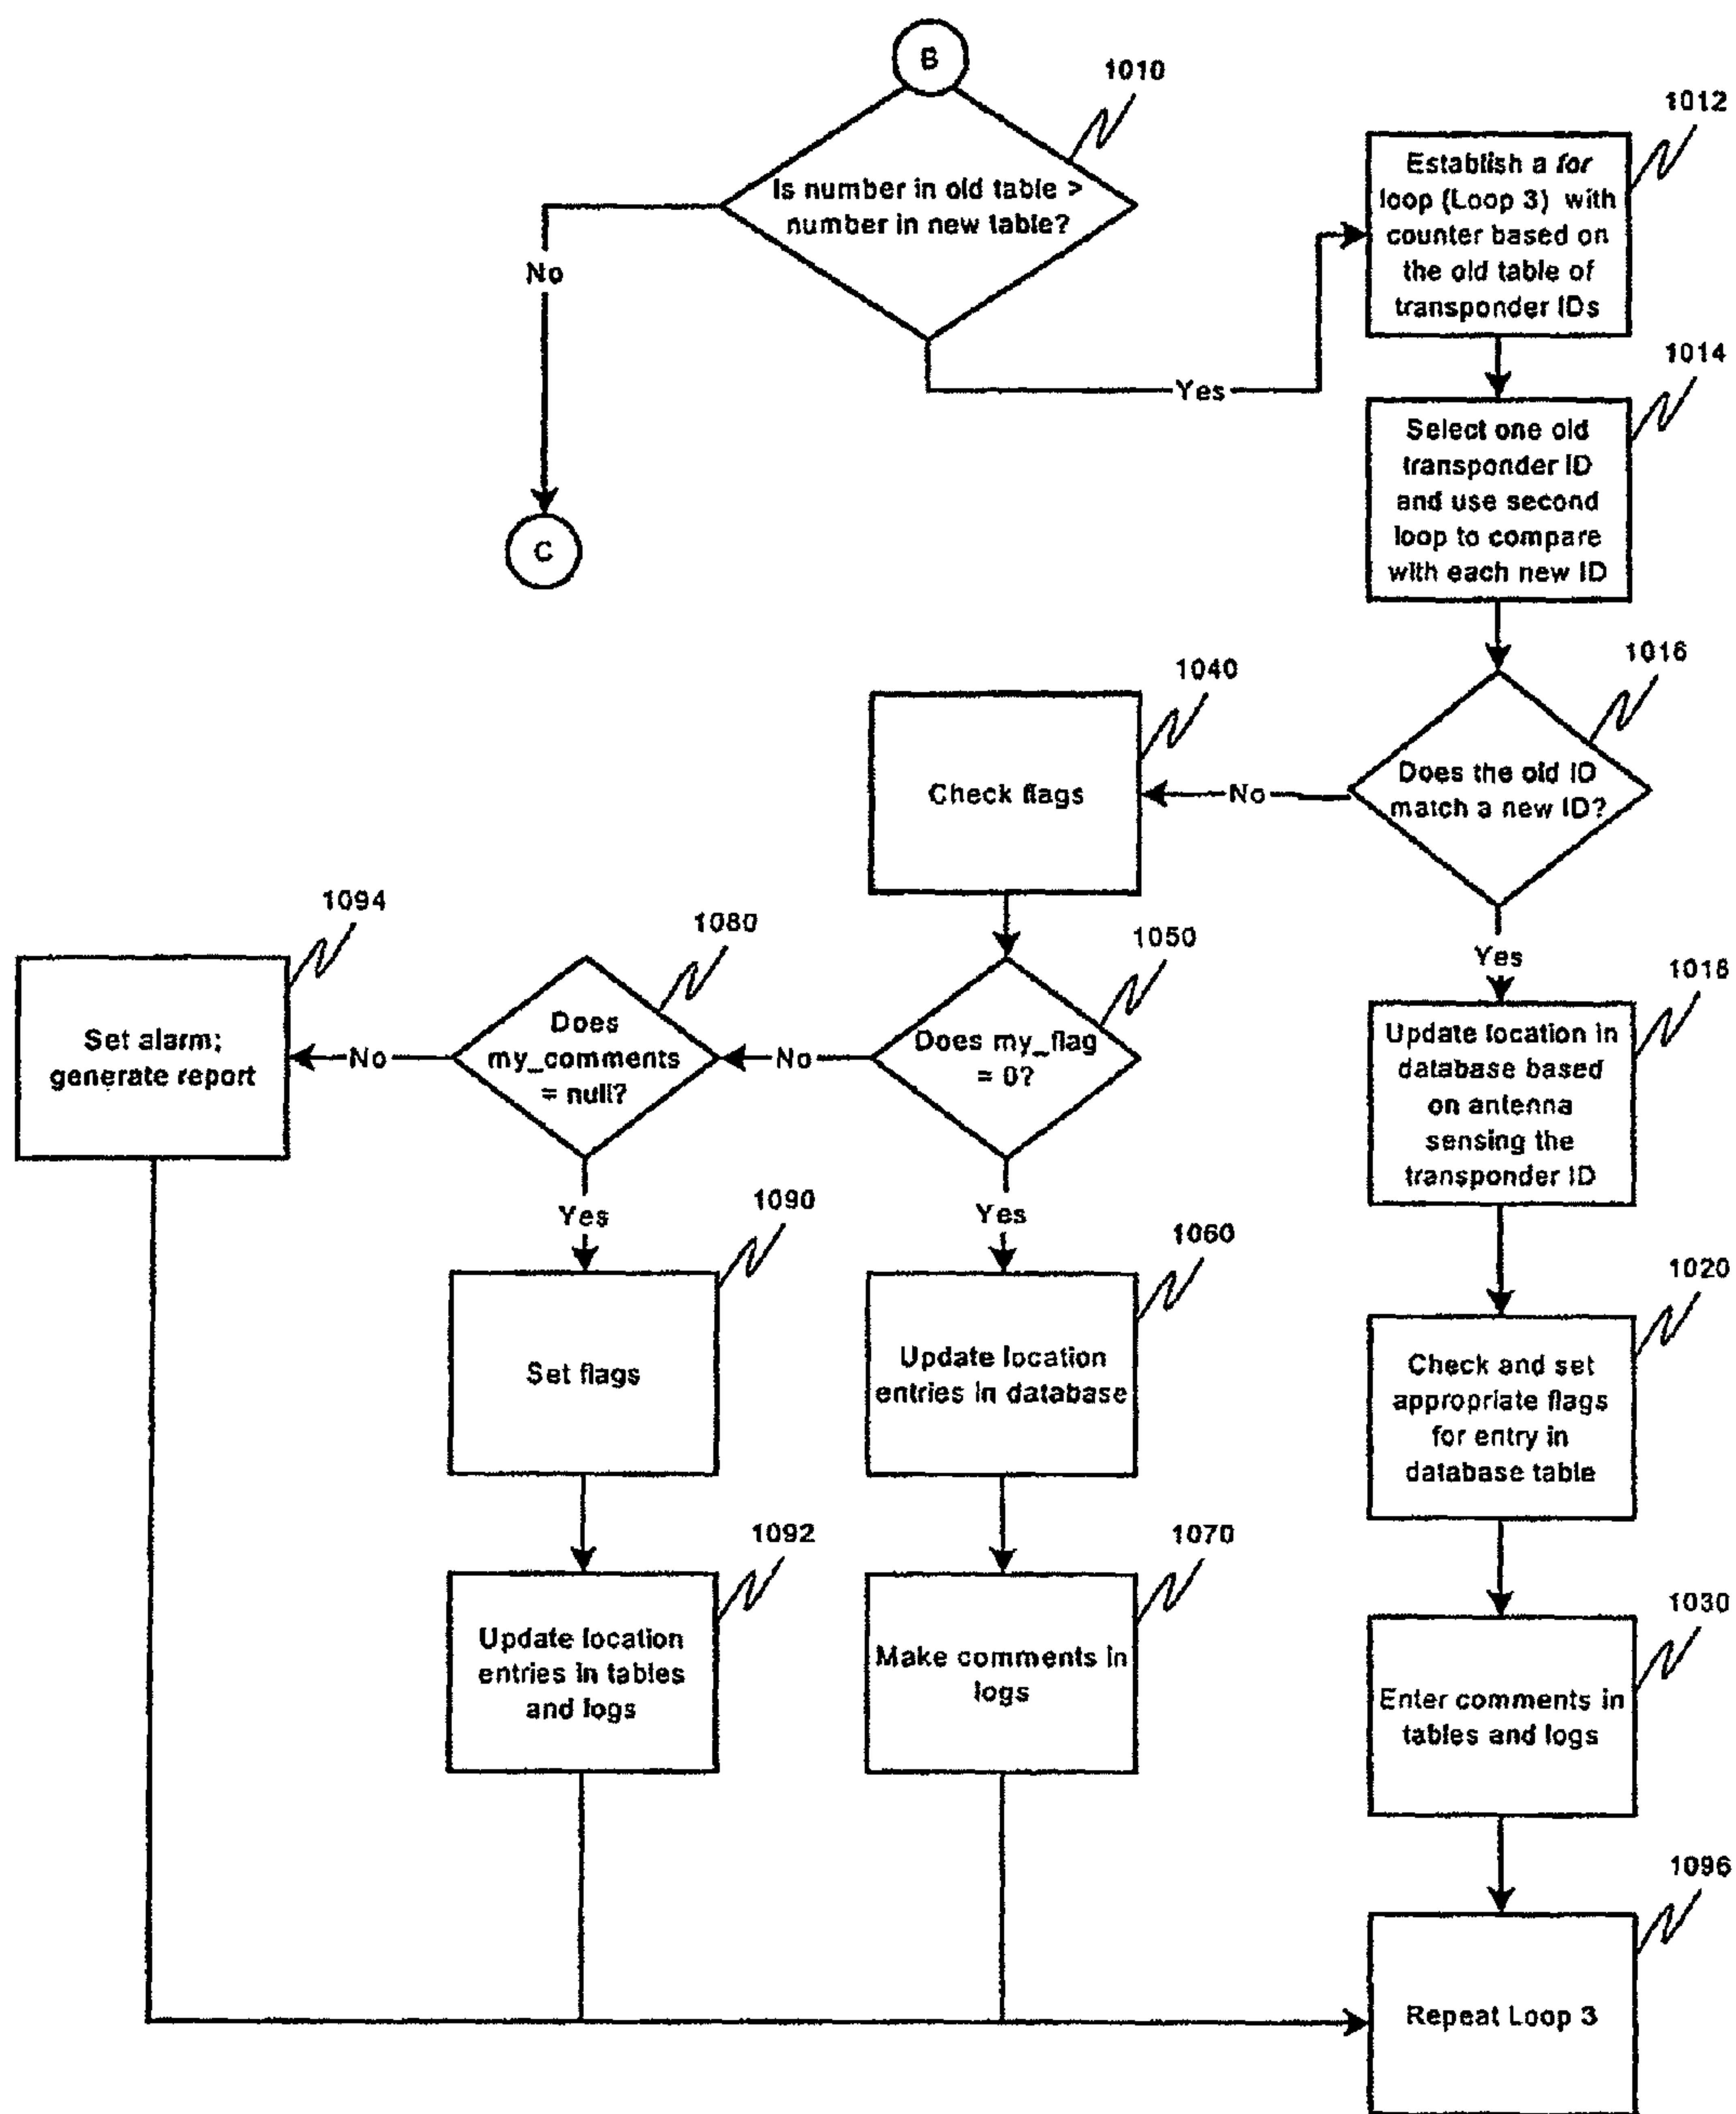 B
1010
Is number in old table >
number in new table?
No
C
Yes
1012
Establish a for
loop (Loop 3) with
counter based on
the old table of
transponder IDs
1014
Select one old
transponder ID
and use second
loop to compare
with each new ID
1016
Does the old ID
match a new ID?
No
1040
Check flags
1050
Does my_flag
= 0?
No
1080
Does
my_comments
= null?
No
1094
Set alarm;
generate report
Yes
1090
Set flags
1092
Update location
entries in tables
and logs
Yes
1060
Update location
entries in database
1070
Make comments in
logs
Yes
1018
Update location in
database based
on antenna
sensing the
transponder ID
1020
Check and set
appropriate flags
for entry in
database table
1030
Enter comments in
tables and logs
1096
Repeat Loop 3